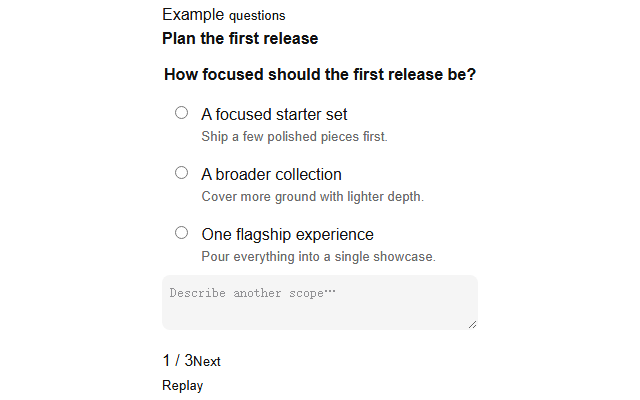 Example questions
Plan the first release
How focused should the first release be?
A focused starter set
Ship a few polished pieces first.
A broader collection
Cover more ground with lighter depth.
One flagship experience
Pour everything into a single showcase.
Describe another scope…
1 / 3Next
Replay